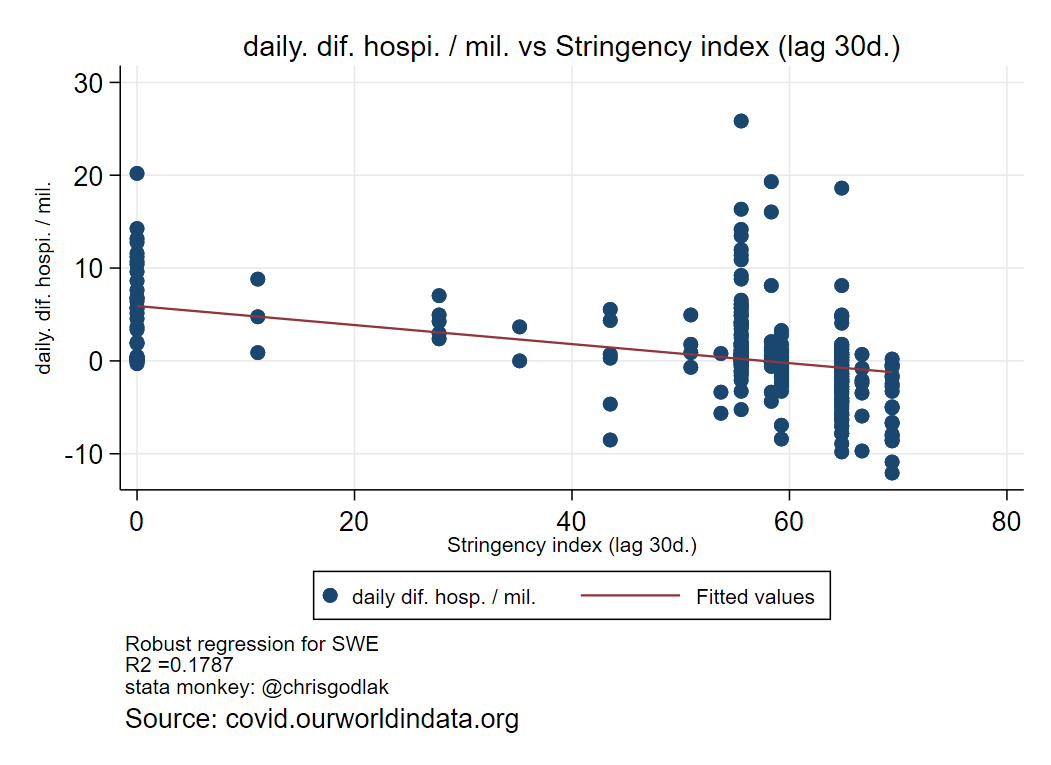 daily. dif. hospi. / mil. vs Stringency index (lag 30d.)
daily. dif. hospi. / mil.
30
20
10
0
-10
0 20 40 60 80
Stringency index (lag 30d.)
daily dif. hosp. / mil. Fitted values
Robust regression for SWE
R2 =0.1787
stata monkey: @chrisgodlak
Source: covid.ourworldindata.org